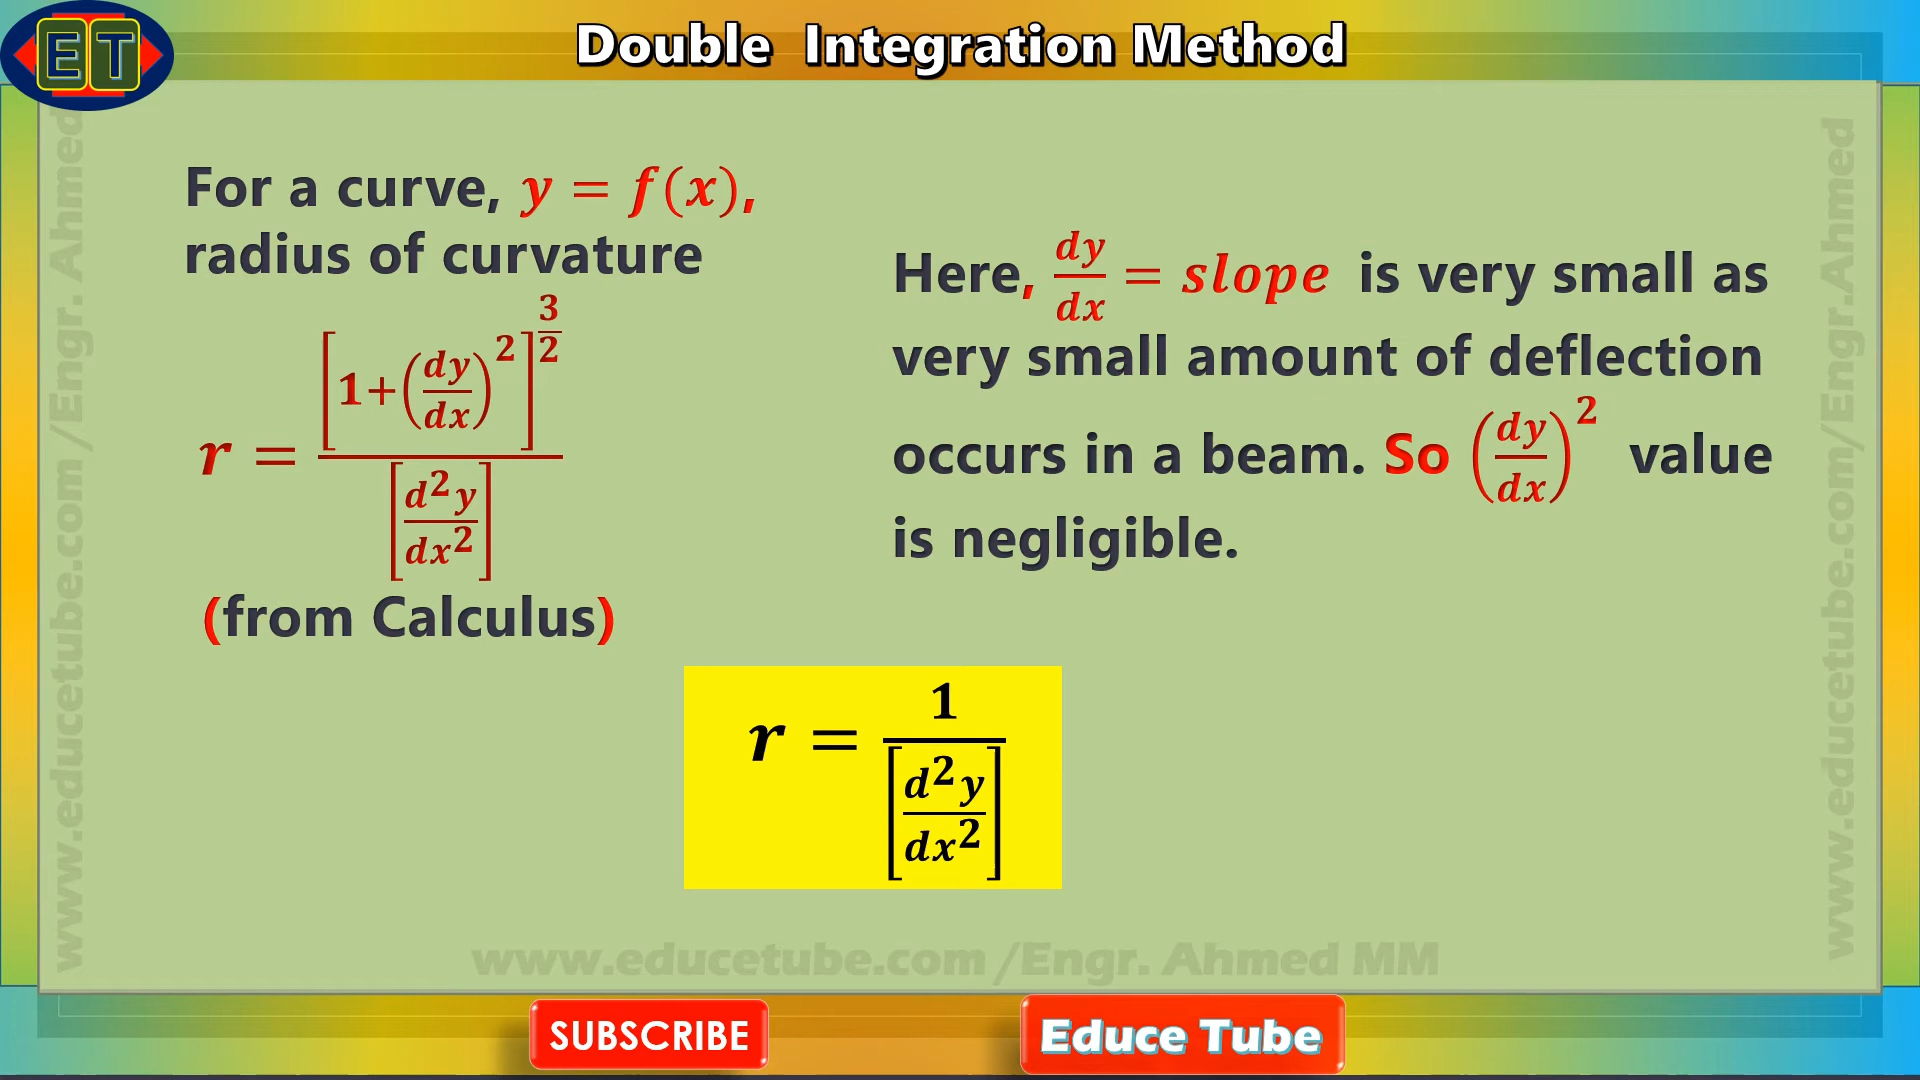 ET
Double Integration Method
For a curve, y = f(x),
radius of curvature
r = [1+(dy/dx)^2]^(3/2) / [d^2y/dx^2]
(from Calculus)
Here, dy/dx = slope is very small as
very small amount of deflection
occurs in a beam. So (dy/dx)^2 value
is negligible.
r = 1 / [d^2y/dx^2]
www.educetube.com /Engr. Ahmed
www.educetube.com/Engr.Ahmed
www.educetube.com /Engr. Ahmed MM
SUBSCRIBE
Educe Tube